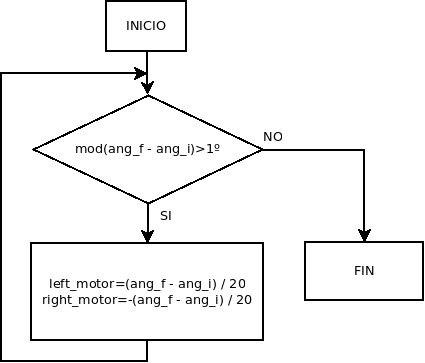 INICIO
mod(ang_f - ang_i)>1º
NO
SI
left_motor=(ang_f - ang_i) / 20
right_motor=-(ang_f - ang_i) / 20
FIN